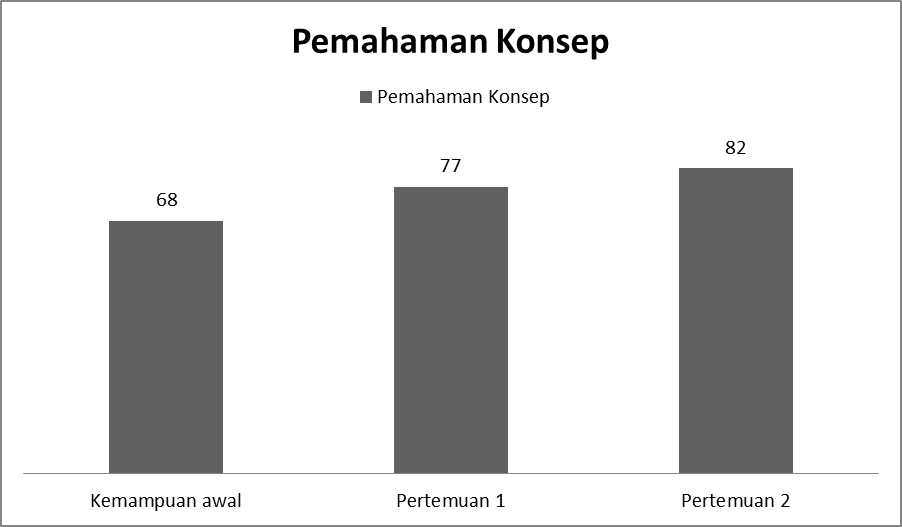 Pemahaman Konsep
Pemahaman Konsep
68
77
82
Kemampuan awal
Pertemuan 1
Pertemuan 2